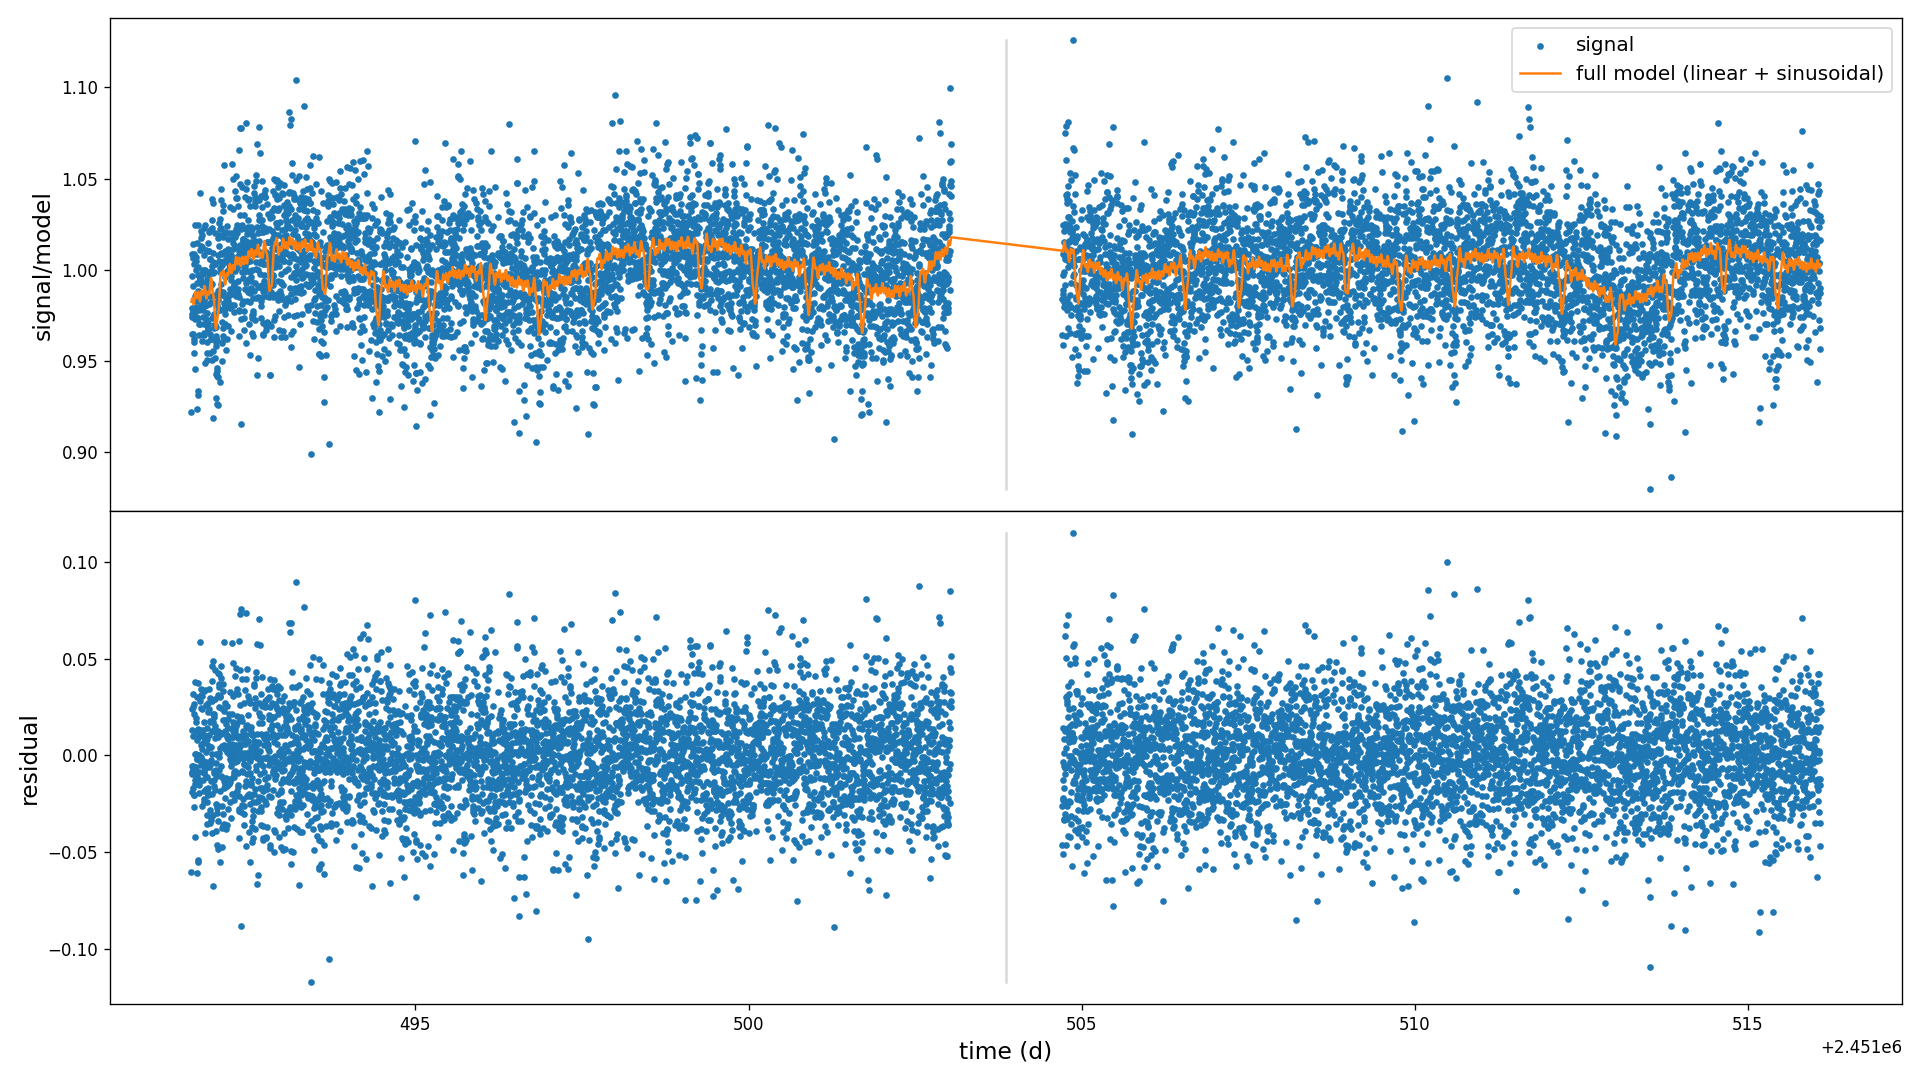 signal
full model (linear + sinusoidal)
signal/model
1.10
1.05
1.00
0.95
0.90
residual
0.10
0.05
0.00
−0.05
−0.10
495
500
505
510
515
+2.451e6
time (d)